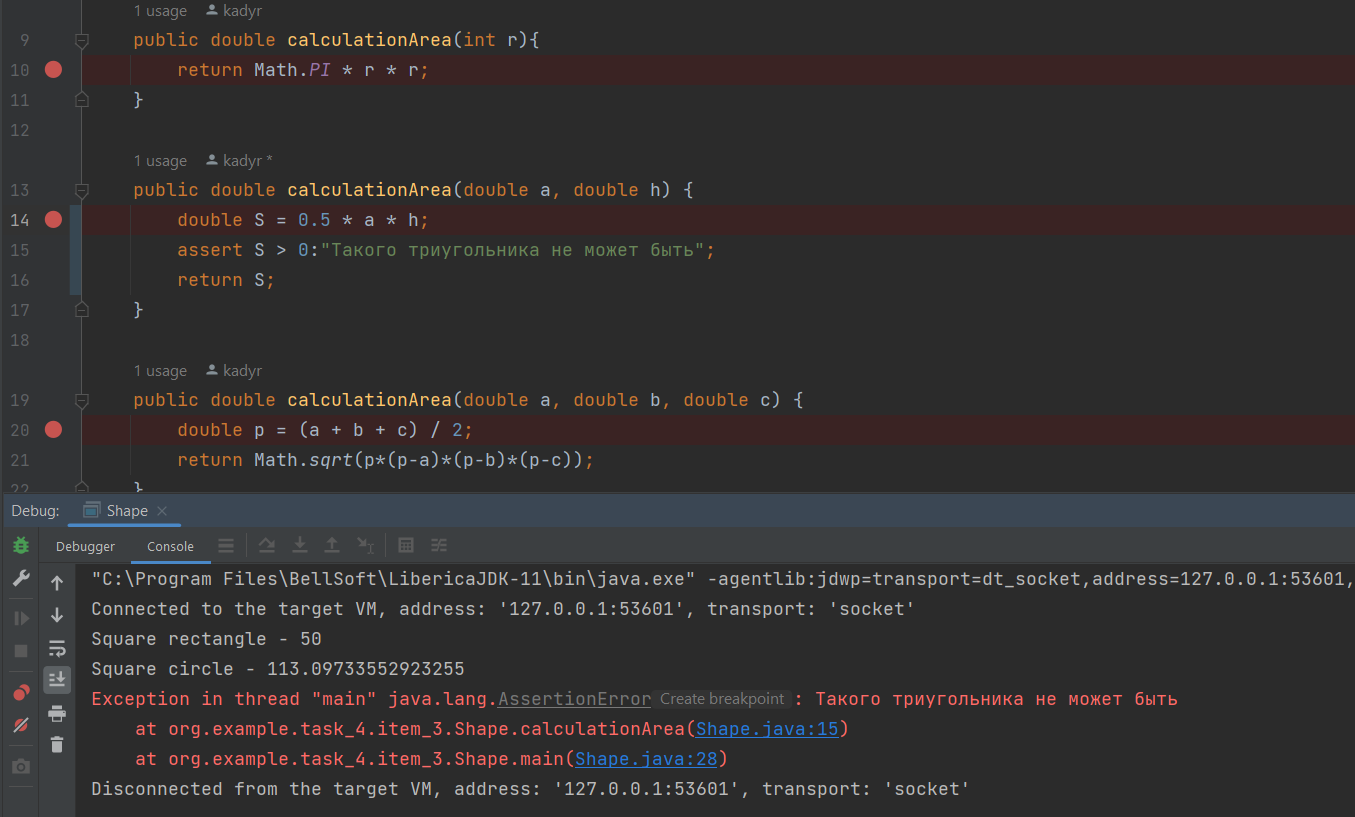 1 usage kadyr
9 public double calculationArea(int r){
10 return Math.PI * r * r;
11 }
12
1 usage kadyr *
13 public double calculationArea(double a, double h) {
14 double S = 0.5 * a * h;
15 assert S > 0:"Такого триугольника не может быть";
16 return S;
17 }
18
1 usage kadyr
19 public double calculationArea(double a, double b, double c) {
20 double p = (a + b + c) / 2;
21 return Math.sqrt(p*(p-a)*(p-b)*(p-c));
22 }
Debug: Shape
Debugger Console
"C:\Program Files\BellSoft\LibericaJDK-11\bin\java.exe" -agentlib:jdwp=transport=dt_socket,address=127.0.0.1:53601,
Connected to the target VM, address: '127.0.0.1:53601', transport: 'socket'
Square rectangle - 50
Square circle - 113.09733552923255
Exception in thread "main" java.lang.AssertionError Create breakpoint : Такого триугольника не может быть
at org.example.task_4.item_3.Shape.calculationArea(Shape.java:15)
at org.example.task_4.item_3.Shape.main(Shape.java:28)
Disconnected from the target VM, address: '127.0.0.1:53601', transport: 'socket'